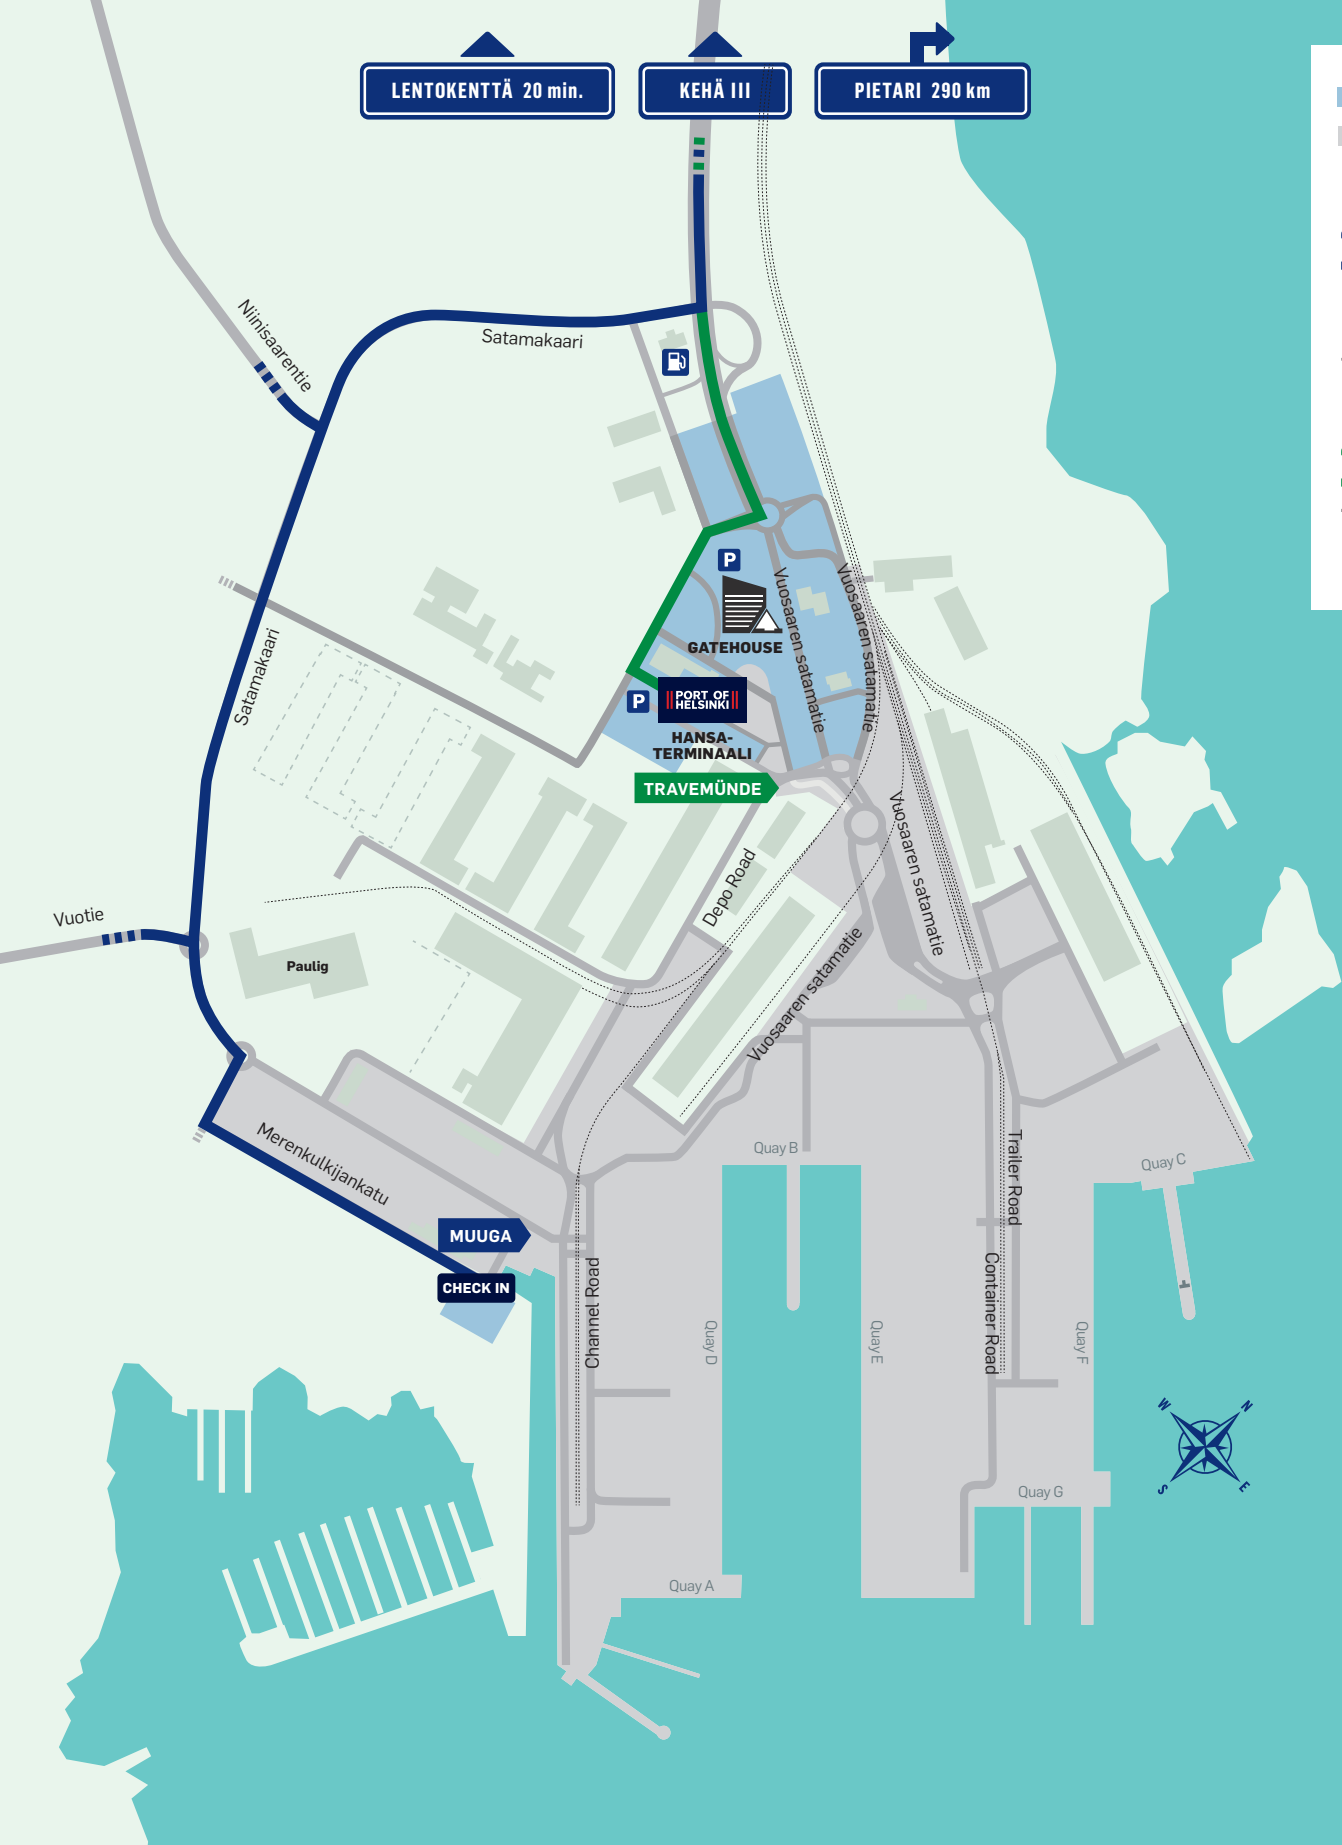 LENTOKENTTÄ 20 min.
KEHÄ III
PIETARI 290 km
Niinisaarentie
Satamakaari
P
GATEHOUSE
Vuosaaren satamatie
Vuosaaren satamatie
Satamakaari
P
PORT OF
HELSINKI
HANSA-
TERMINAALI
TRAVEMÜNDE
Vuosaaren satamatie
Depo Road
Vuotie
Paulig
Vuosaaren satamatie
Merenkulkijankatu
Quay B
Trailer Road
Quay C
MUUGA
CHECK IN
Channel Road
Container Road
Quay D
Quay E
Quay F
W
N
S
E
Quay G
Quay A